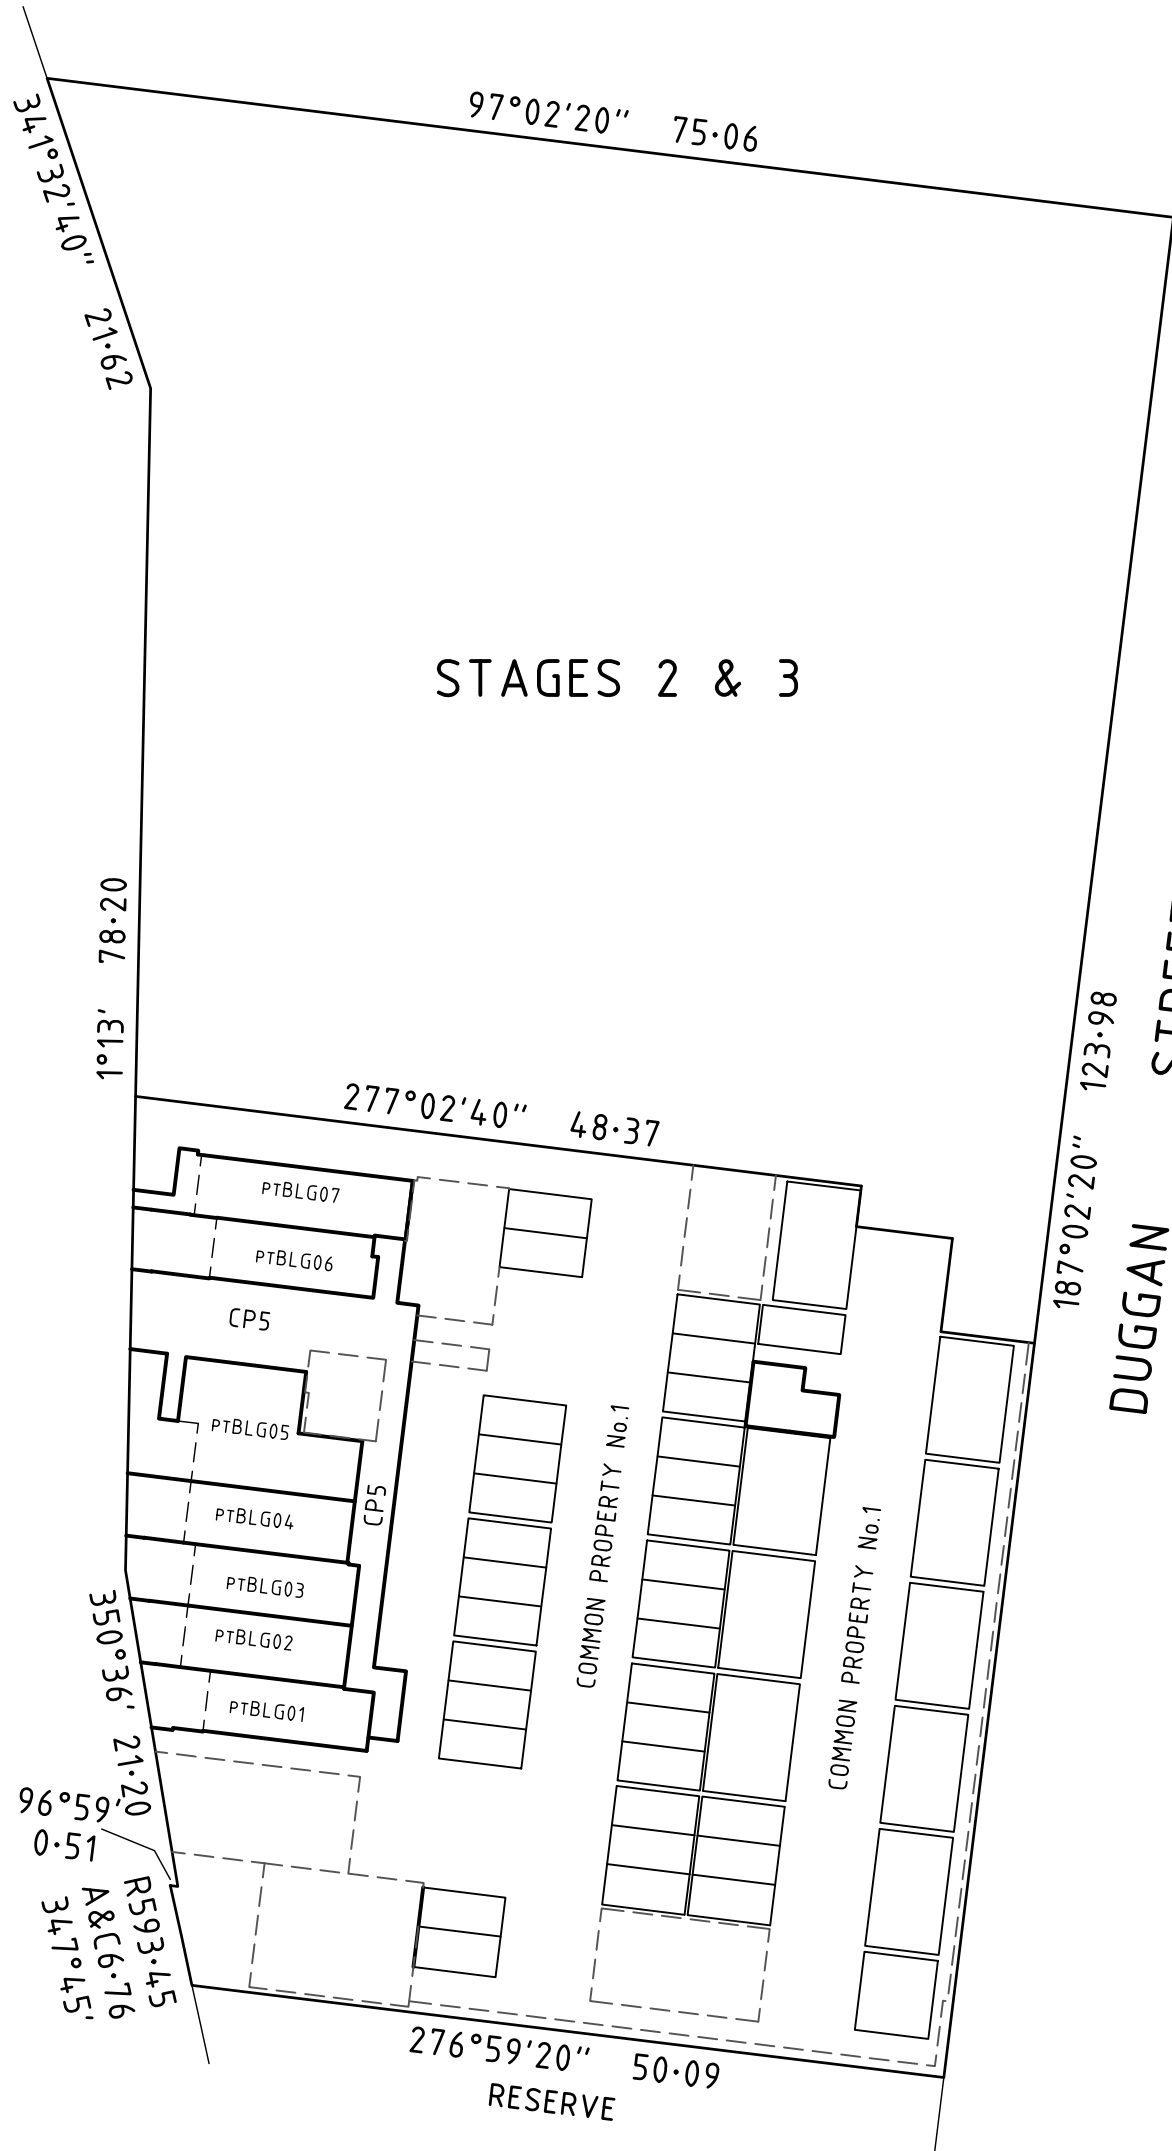 97°02'20" 75·06
341°32'40" 21·62
STAGES 2 & 3
1°13' 78·20
187°02'20" 123·98
DUGGAN
277°02'40" 48·37
PTBLG07
PTBLG06
CP5
PTBLG05
CP5
PTBLG04
PTBLG03
PTBLG02
PTBLG01
COMMON PROPERTY No.1
COMMON PROPERTY No.1
350°36' 21·20
96°59'
0·51
R593·45
A&C6·76
347°45'
276°59'20" 50·09
RESERVE